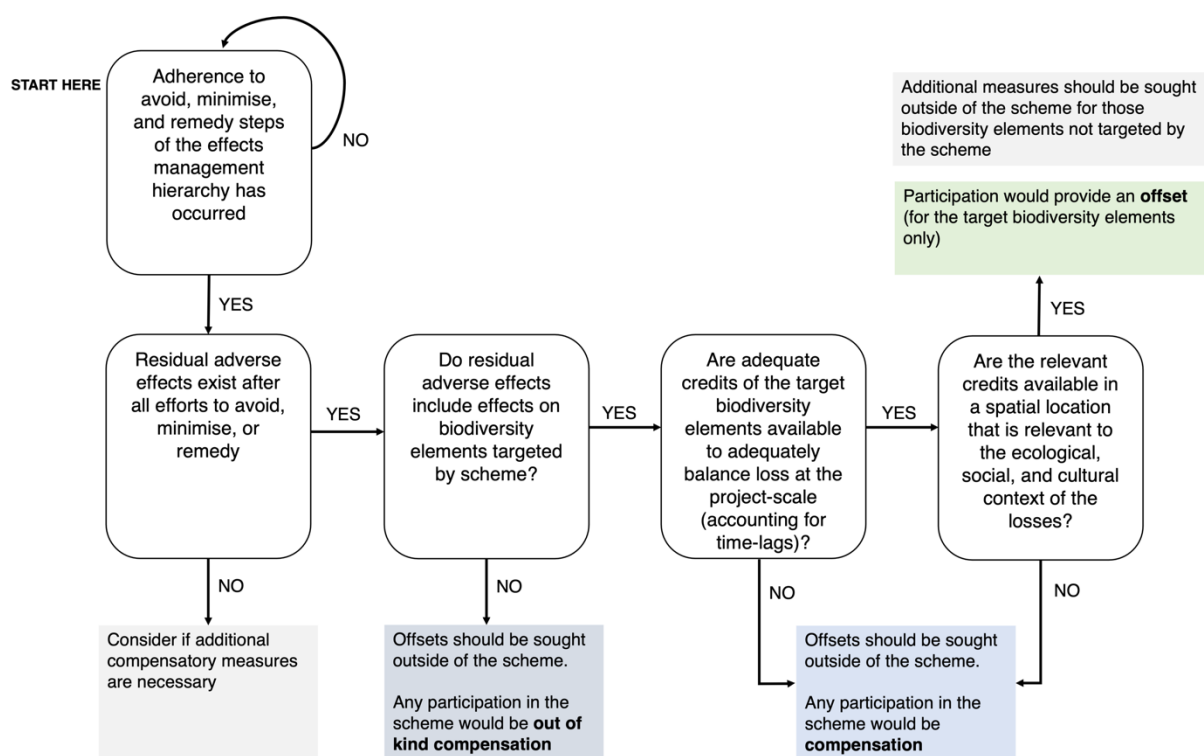 START HERE
Adherence to
avoid, minimise,
and remedy steps
of the effects
management
hierarchy has
occurred
NO
YES
Residual adverse
effects exist after
all efforts to avoid,
minimise, or
remedy
YES
NO
Consider if additional
compensatory measures
are necessary
Do residual
adverse effects
include effects on
biodiversity
elements targeted
by scheme?
YES
NO
Offsets should be sought
outside of the scheme.
Any participation in the
scheme would be out of
kind compensation
Are adequate
credits of the target
biodiversity
elements available
to adequately
balance loss at the
project-scale
(accounting for
time-lags)?
YES
NO
Are the relevant
credits available in
a spatial location
that is relevant to
the ecological,
social, and cultural
context of the
losses?
YES
NO
Offsets should be sought
outside of the scheme.
Any participation in the
scheme would be
compensation
Participation would provide an offset
(for the target biodiversity elements
only)
Additional measures should be sought
outside of the scheme for those
biodiversity elements not targeted by
the scheme